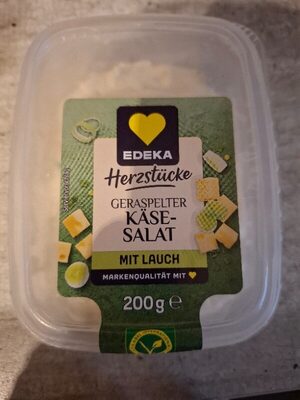 EDEKA
Herzstücke
GERASPELTER
KÄSE-
SALAT
MIT LAUCH
MARKENQUALITÄT MIT
200g ℮